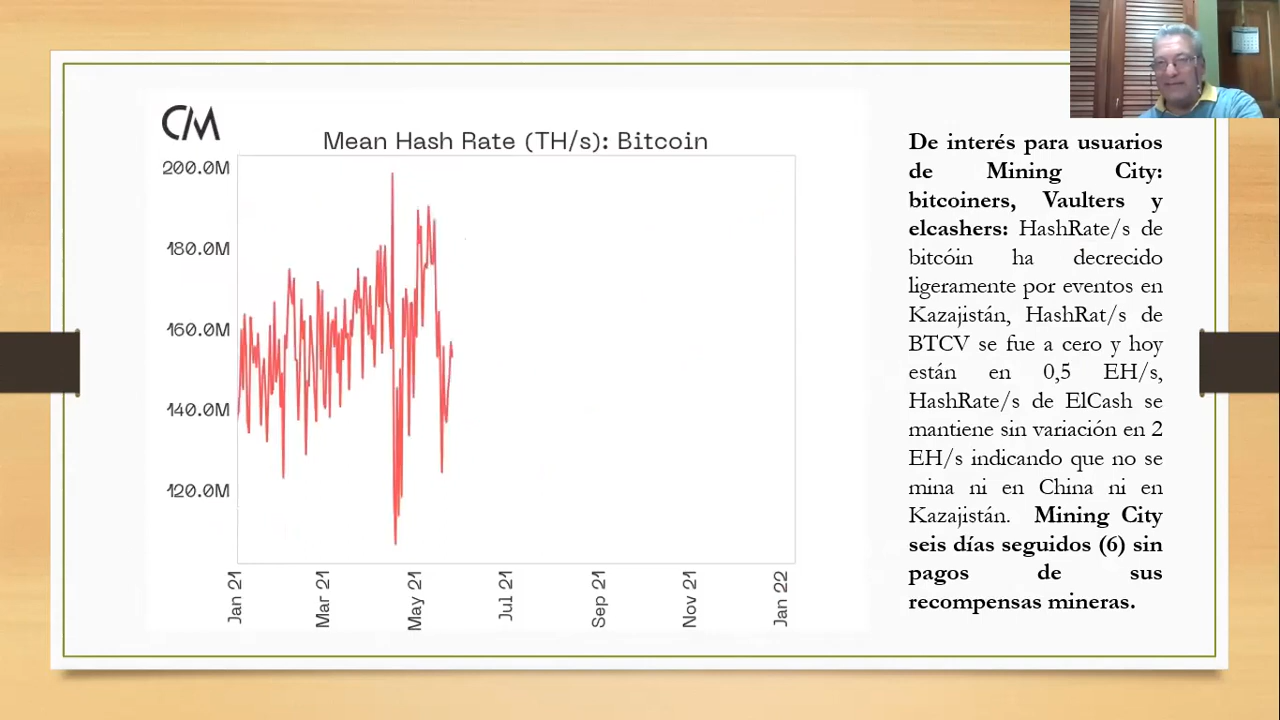 CM
Mean Hash Rate (TH/s): Bitcoin
200.0M
180.0M
160.0M
140.0M
120.0M
Jan 21
Mar 21
May 21
Jul 21
Sep 21
Nov 21
Jan 22
De interés para usuarios
de Mining City:
bitcoiners, Vaulters y
elcashers: HashRate/s de
bitcóin ha decrecido
ligeramente por eventos en
Kazajistán, HashRat/s de
BTCV se fue a cero y hoy
están en 0,5 EH/s,
HashRate/s de ElCash se
mantiene sin variación en 2
EH/s indicando que no se
mina ni en China ni en
Kazajistán. Mining City
seis días seguidos (6) sin
pagos de sus
recompensas mineras.